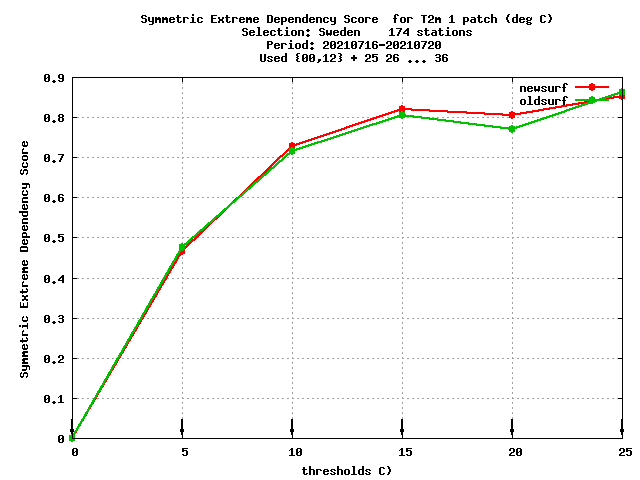 Symmetric Extreme Dependency Score  for T2m 1 patch (deg C)
Selection: Sweden    174 stations
Period: 20210716-20210720
Used {00,12} + 25 26 ... 36
newsurf
oldsurf
Symmetric Extreme Dependency Score
0.9
0.8
0.7
0.6
0.5
0.4
0.3
0.2
0.1
0
0 5 10 15 20 25
thresholds C)